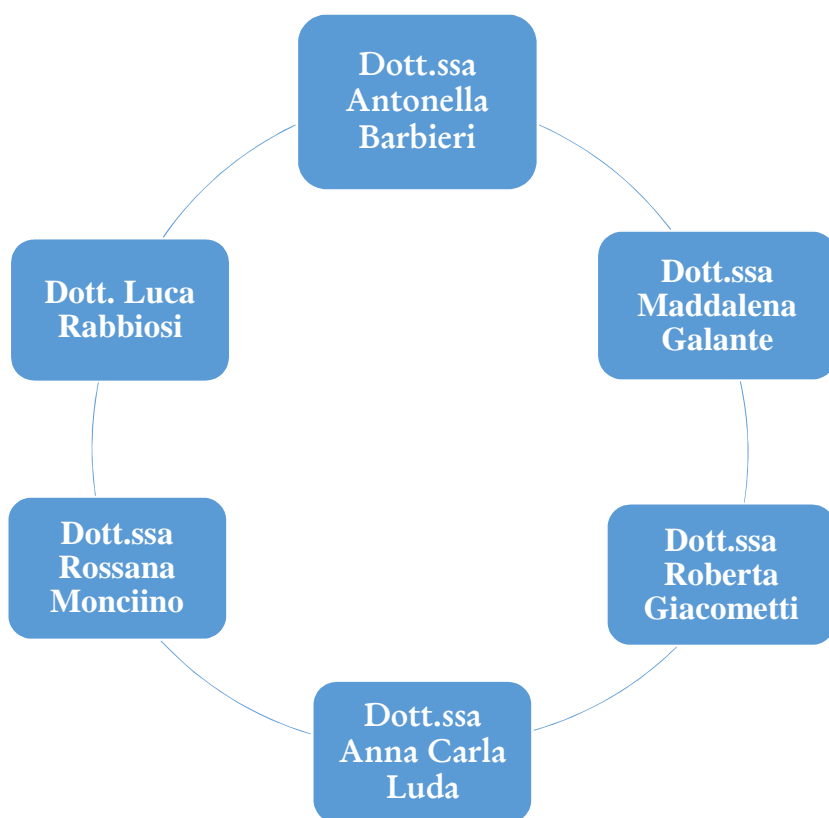 Dott.ssa
Antonella
Barbieri
Dott.ssa
Maddalena
Galante
Dott.ssa
Roberta
Giacometti
Dott.ssa
Anna Carla
Luda
Dott.ssa
Rossana
Monciino
Dott. Luca
Rabbiosi